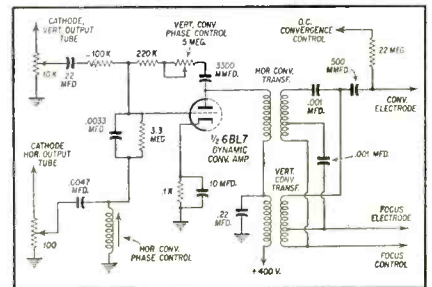 CATHODE,
VERT. OUTPUT
TUBE
10K
.22
MFD.
100K
220K
VERT. CONV.
PHASE CONTROL
5 MEG.
3300
MMFD.
D.C.
CONVERGENCE
CONTROL
22 MEG.
500
MMFD.
HOR CONV.
TRANSF.
.001
MFD.
CONV.
ELECTRODE
.0033
MFD.
3.3
MEG
½ 6BL7
DYNAMIC
CONV. AMP
CATHODE
HOR. OUTPUT
TUBE
.0047
MFD.
100
HOR CONV.
PHASE CONTROL
1K
10 MFD.
VERT.
CONV
TRANSF.
.22
MFD.
+400 V.
.001 MFD.
FOCUS
ELECTRODE
FOCUS
CONTROL